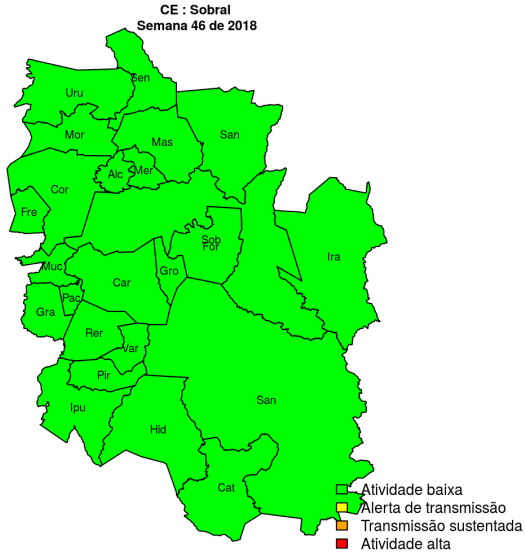 CE : Sobral
Semana 46 de 2018
Sen
Uru
Mor
Mas
San
Alc
Mer
Cor
Fre
Sob
For
Ira
Muc
Gro
Car
Pac
Gra
Rer
Var
Pir
San
Ipu
Hid
Cat
Atividade baixa
Alerta de transmissão
Transmissão sustentada
Atividade alta